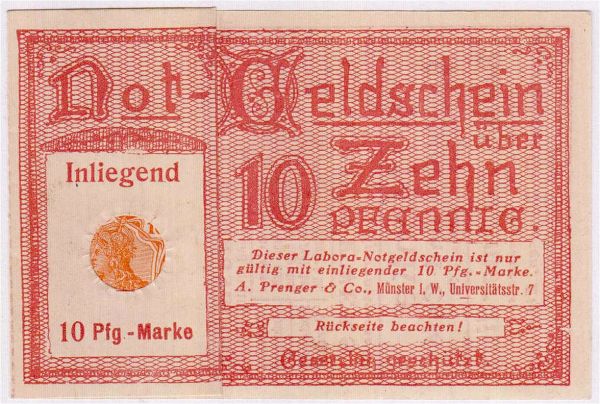 Not-Geldschein
über
10 Zehn
Pfennig.
Inliegend
10 Pfg.-Marke
Dieser Labora-Notgeldschein ist nur
gültig mit einliegender 10 Pfg.-Marke.
A. Prenger & Co., Münster i. W., Universitätsstr. 7
Rückseite beachten!
Gesetzlich geschützt.